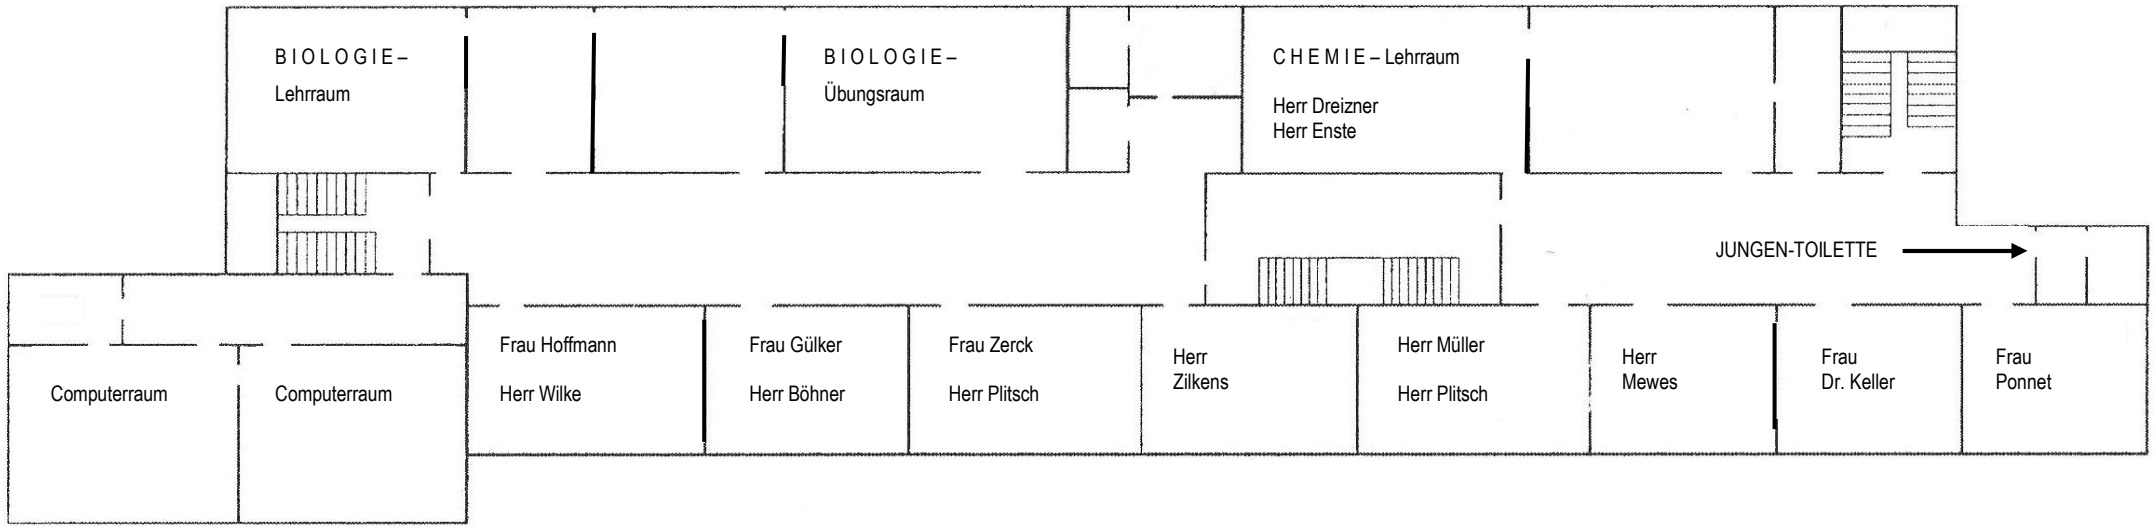 B I O L O G I E –
Lehrraum
B I O L O G I E –
Übungsraum
C H E M I E – Lehrraum
Herr Dreizner
Herr Enste
JUNGEN-TOILETTE
Computerraum
Computerraum
Frau Hoffmann
Herr Wilke
Frau Gülker
Herr Böhner
Frau Zerck
Herr Plitsch
Herr
Zilkens
Herr Müller
Herr Plitsch
Herr
Mewes
Frau
Dr. Keller
Frau
Ponnet